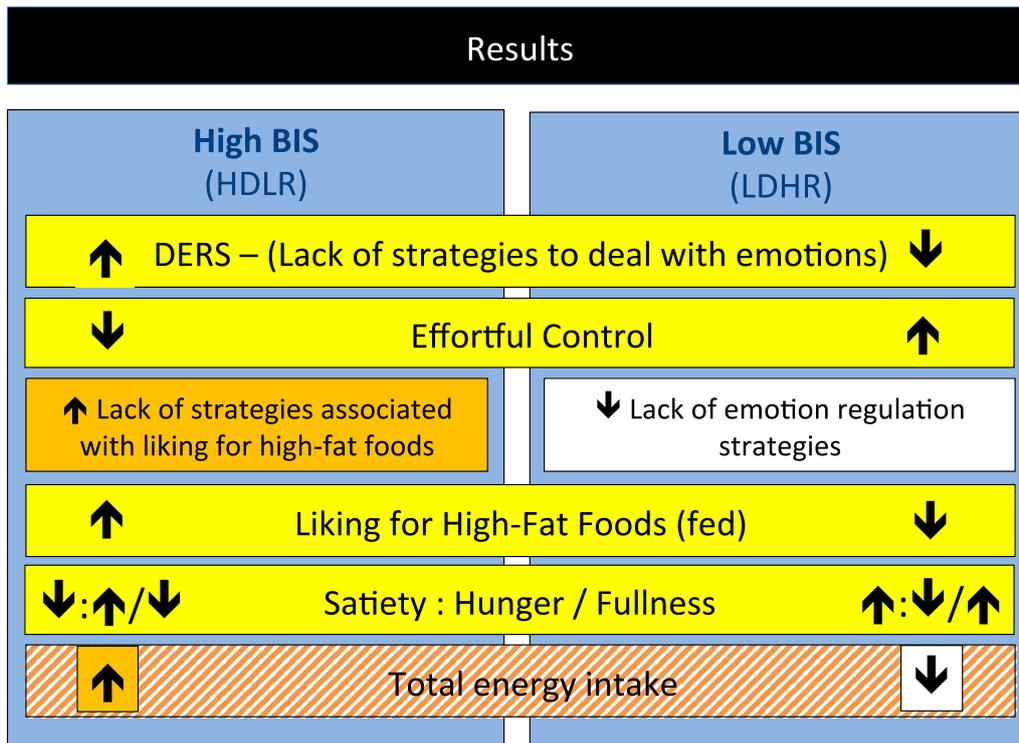 Results
High BIS
(HDLR)
Low BIS
(LDHR)
↑ DERS – (Lack of strategies to deal with emotions) ↓
↓ Effortful Control ↑
↑ Lack of strategies associated
with liking for high-fat foods
↓ Lack of emotion regulation
strategies
↑ Liking for High-Fat Foods (fed) ↓
↓:↑/↓ Satiety : Hunger / Fullness ↑:↓/↑
↑ Total energy intake ↓